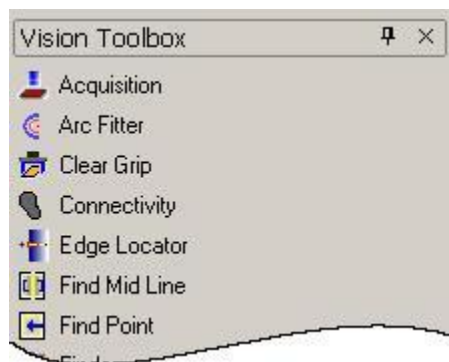 Vision Toolbox
Acquisition
Arc Fitter
Clear Grip
Connectivity
Edge Locator
Find Mid Line
Find Point